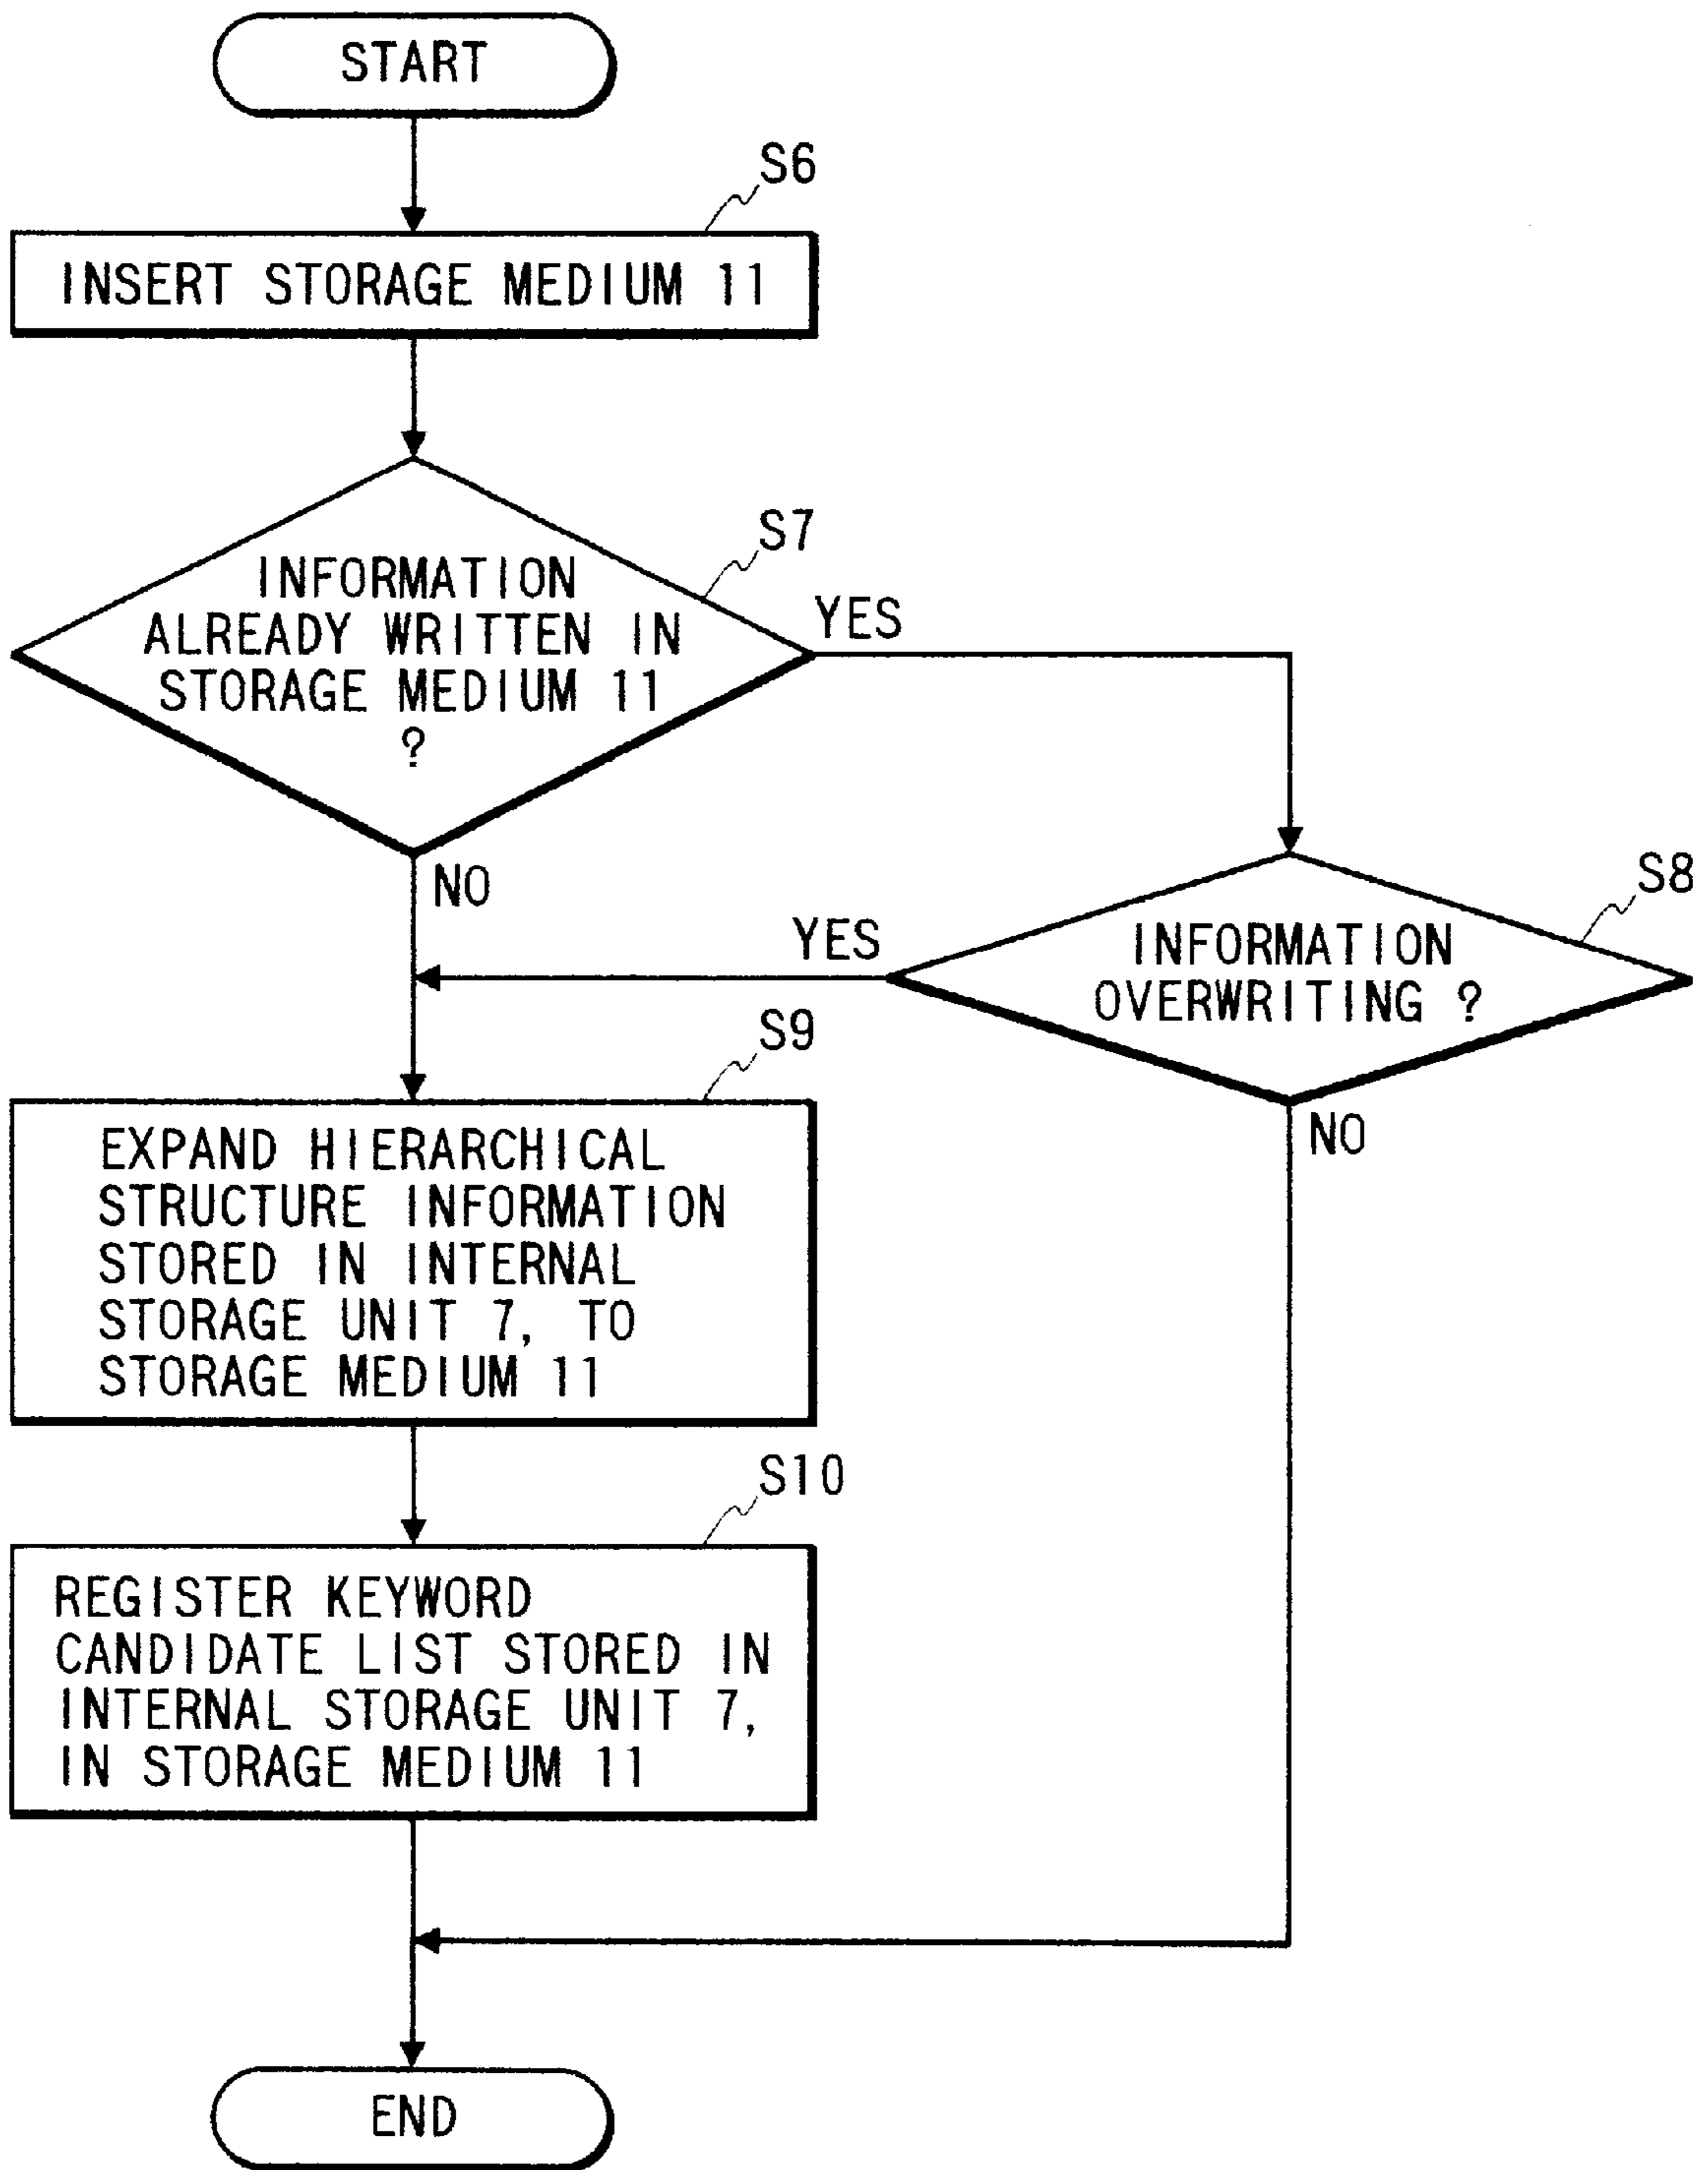 START
S6
INSERT STORAGE MEDIUM 11
S7
INFORMATION
ALREADY WRITTEN IN
STORAGE MEDIUM 11
?
YES
NO
S8
INFORMATION
OVERWRITING ?
YES
NO
S9
EXPAND HIERARCHICAL
STRUCTURE INFORMATION
STORED IN INTERNAL
STORAGE UNIT 7, TO
STORAGE MEDIUM 11
S10
REGISTER KEYWORD
CANDIDATE LIST STORED IN
INTERNAL STORAGE UNIT 7,
IN STORAGE MEDIUM 11
END